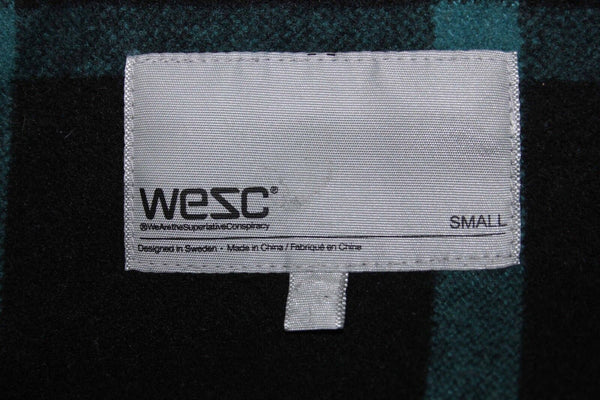 wesc®
®WeAretheSuperlativeConspiracy
SMALL
Designed in Sweden · Made in China / Fabriqué en Chine